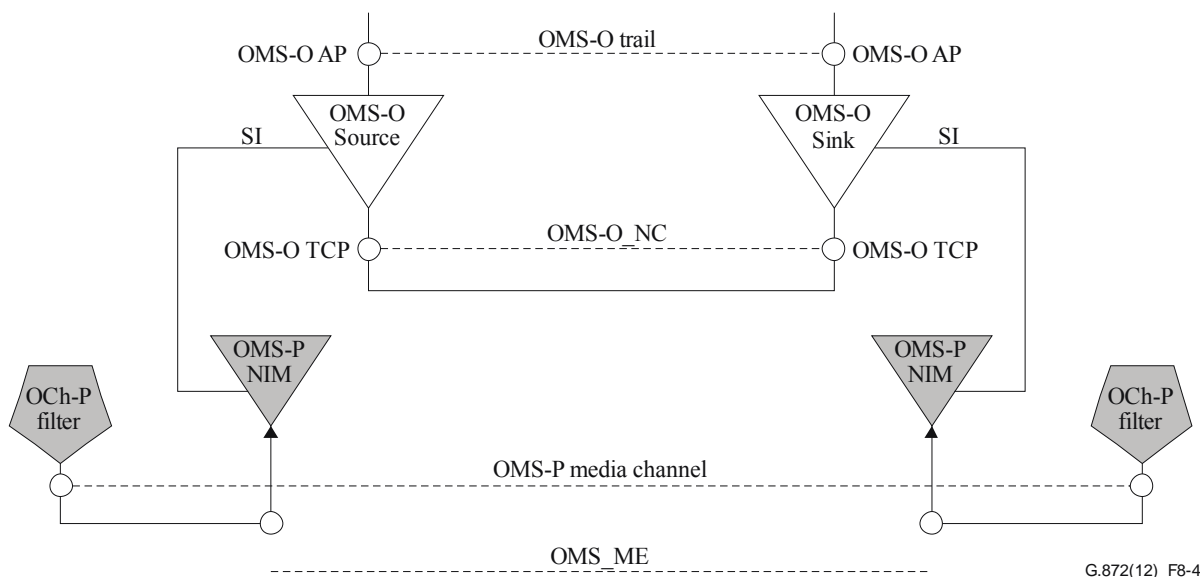 OMS-O trail
OMS-O AP
OMS-O AP
OMS-O
Source
OMS-O
Sink
SI
SI
OMS-O_NC
OMS-O TCP
OMS-O TCP
OMS-P
NIM
OMS-P
NIM
OCh-P
filter
OCh-P
filter
OMS-P media channel
OMS_ME
G.872(12)_F8-4